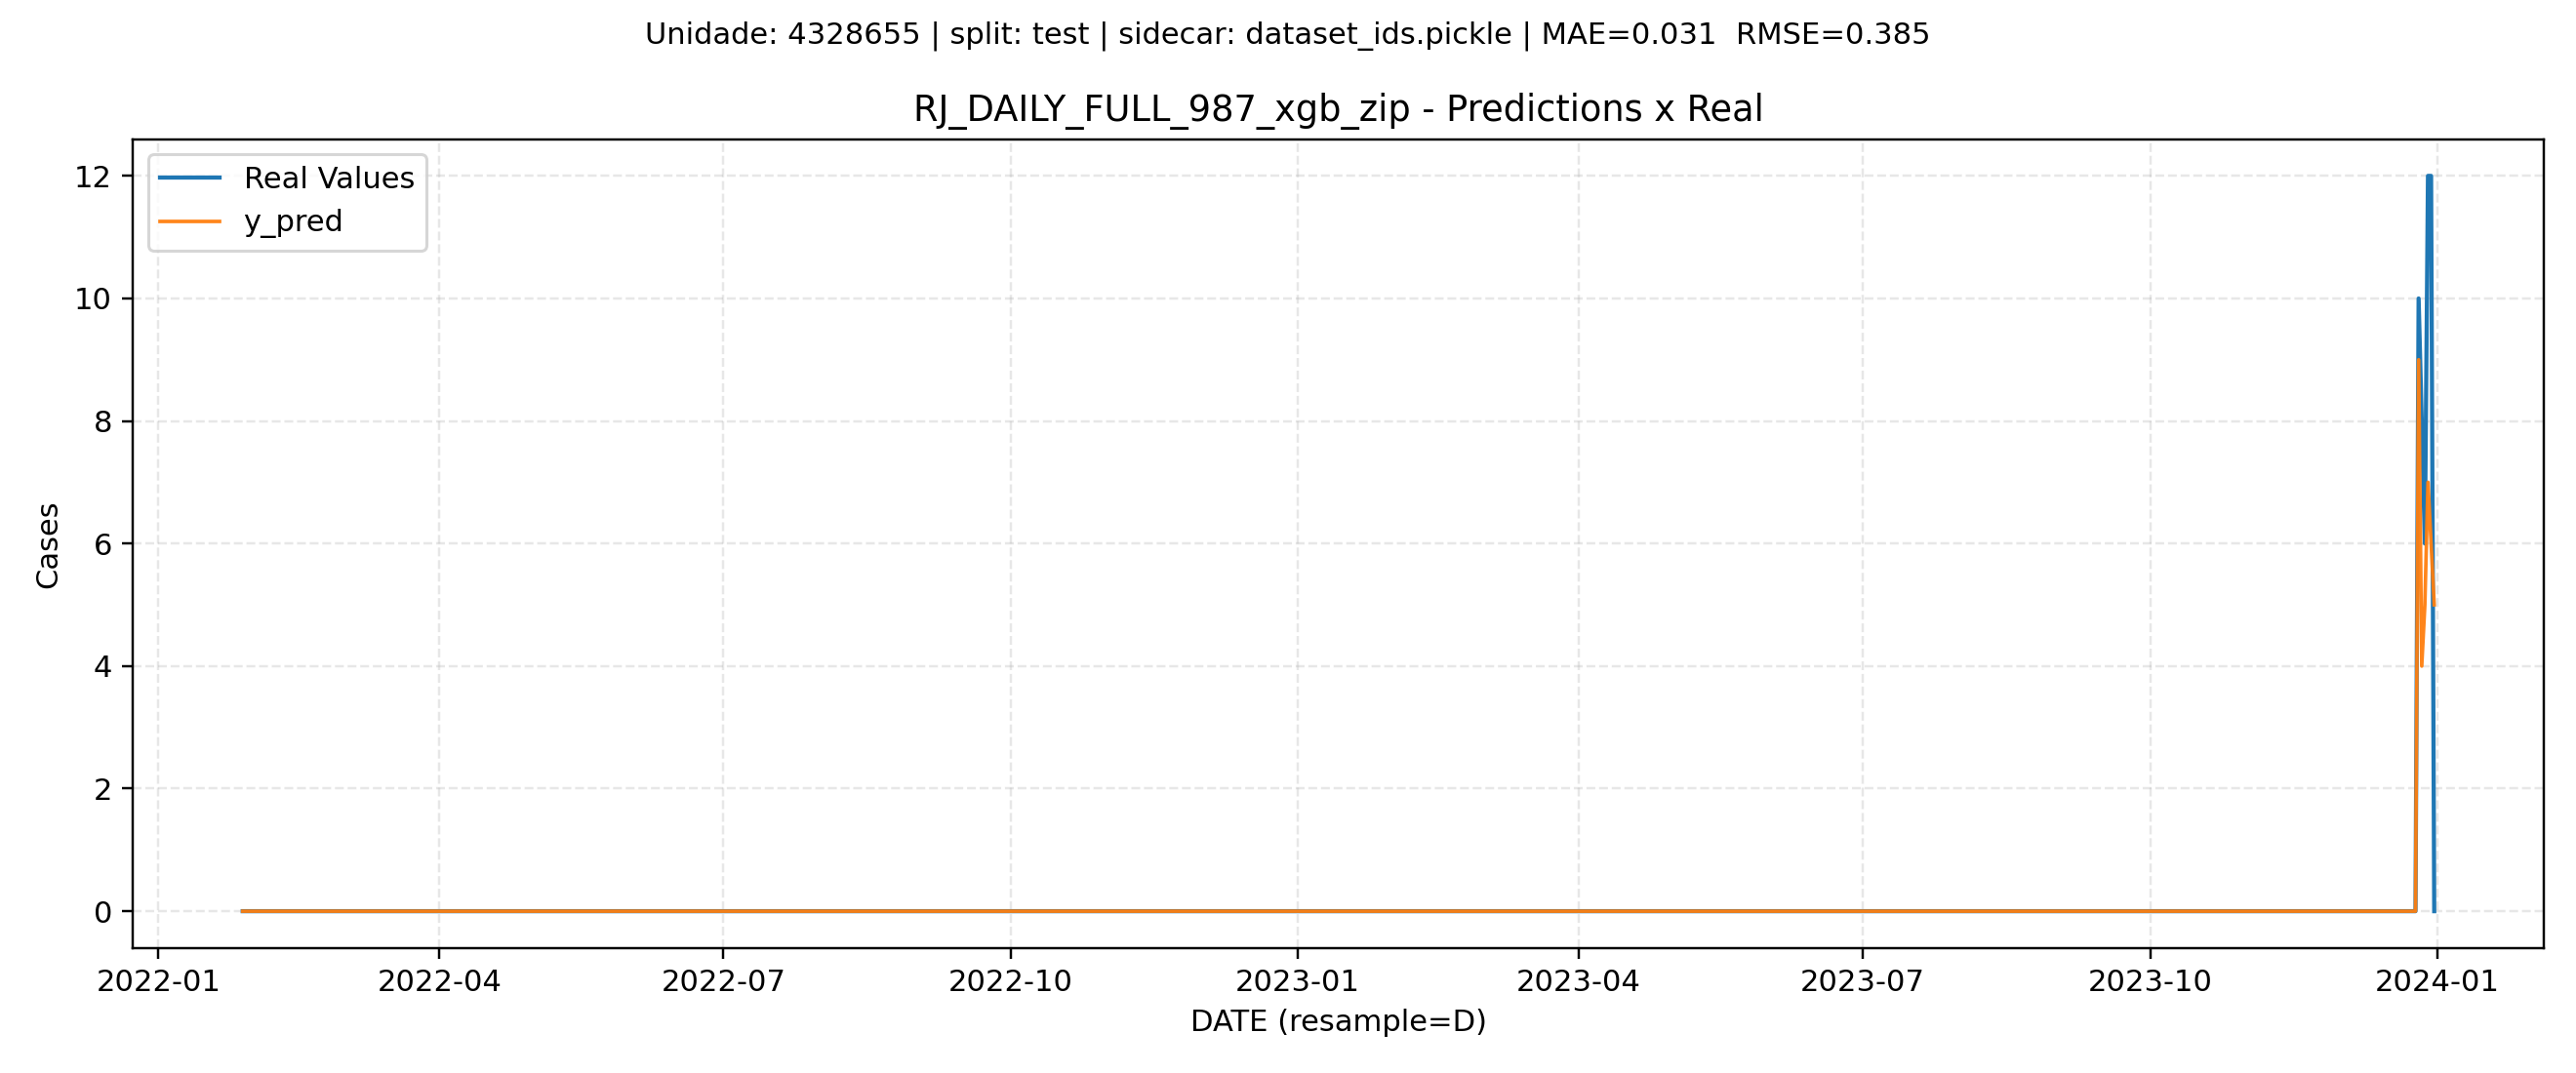 Unidade: 4328655 | split: test | sidecar: dataset_ids.pickle | MAE=0.031  RMSE=0.385
RJ_DAILY_FULL_987_xgb_zip - Predictions x Real
Real Values
y_pred
12
10
8
6
4
2
0
Cases
2022-01
2022-04
2022-07
2022-10
2023-01
2023-04
2023-07
2023-10
2024-01
DATE (resample=D)